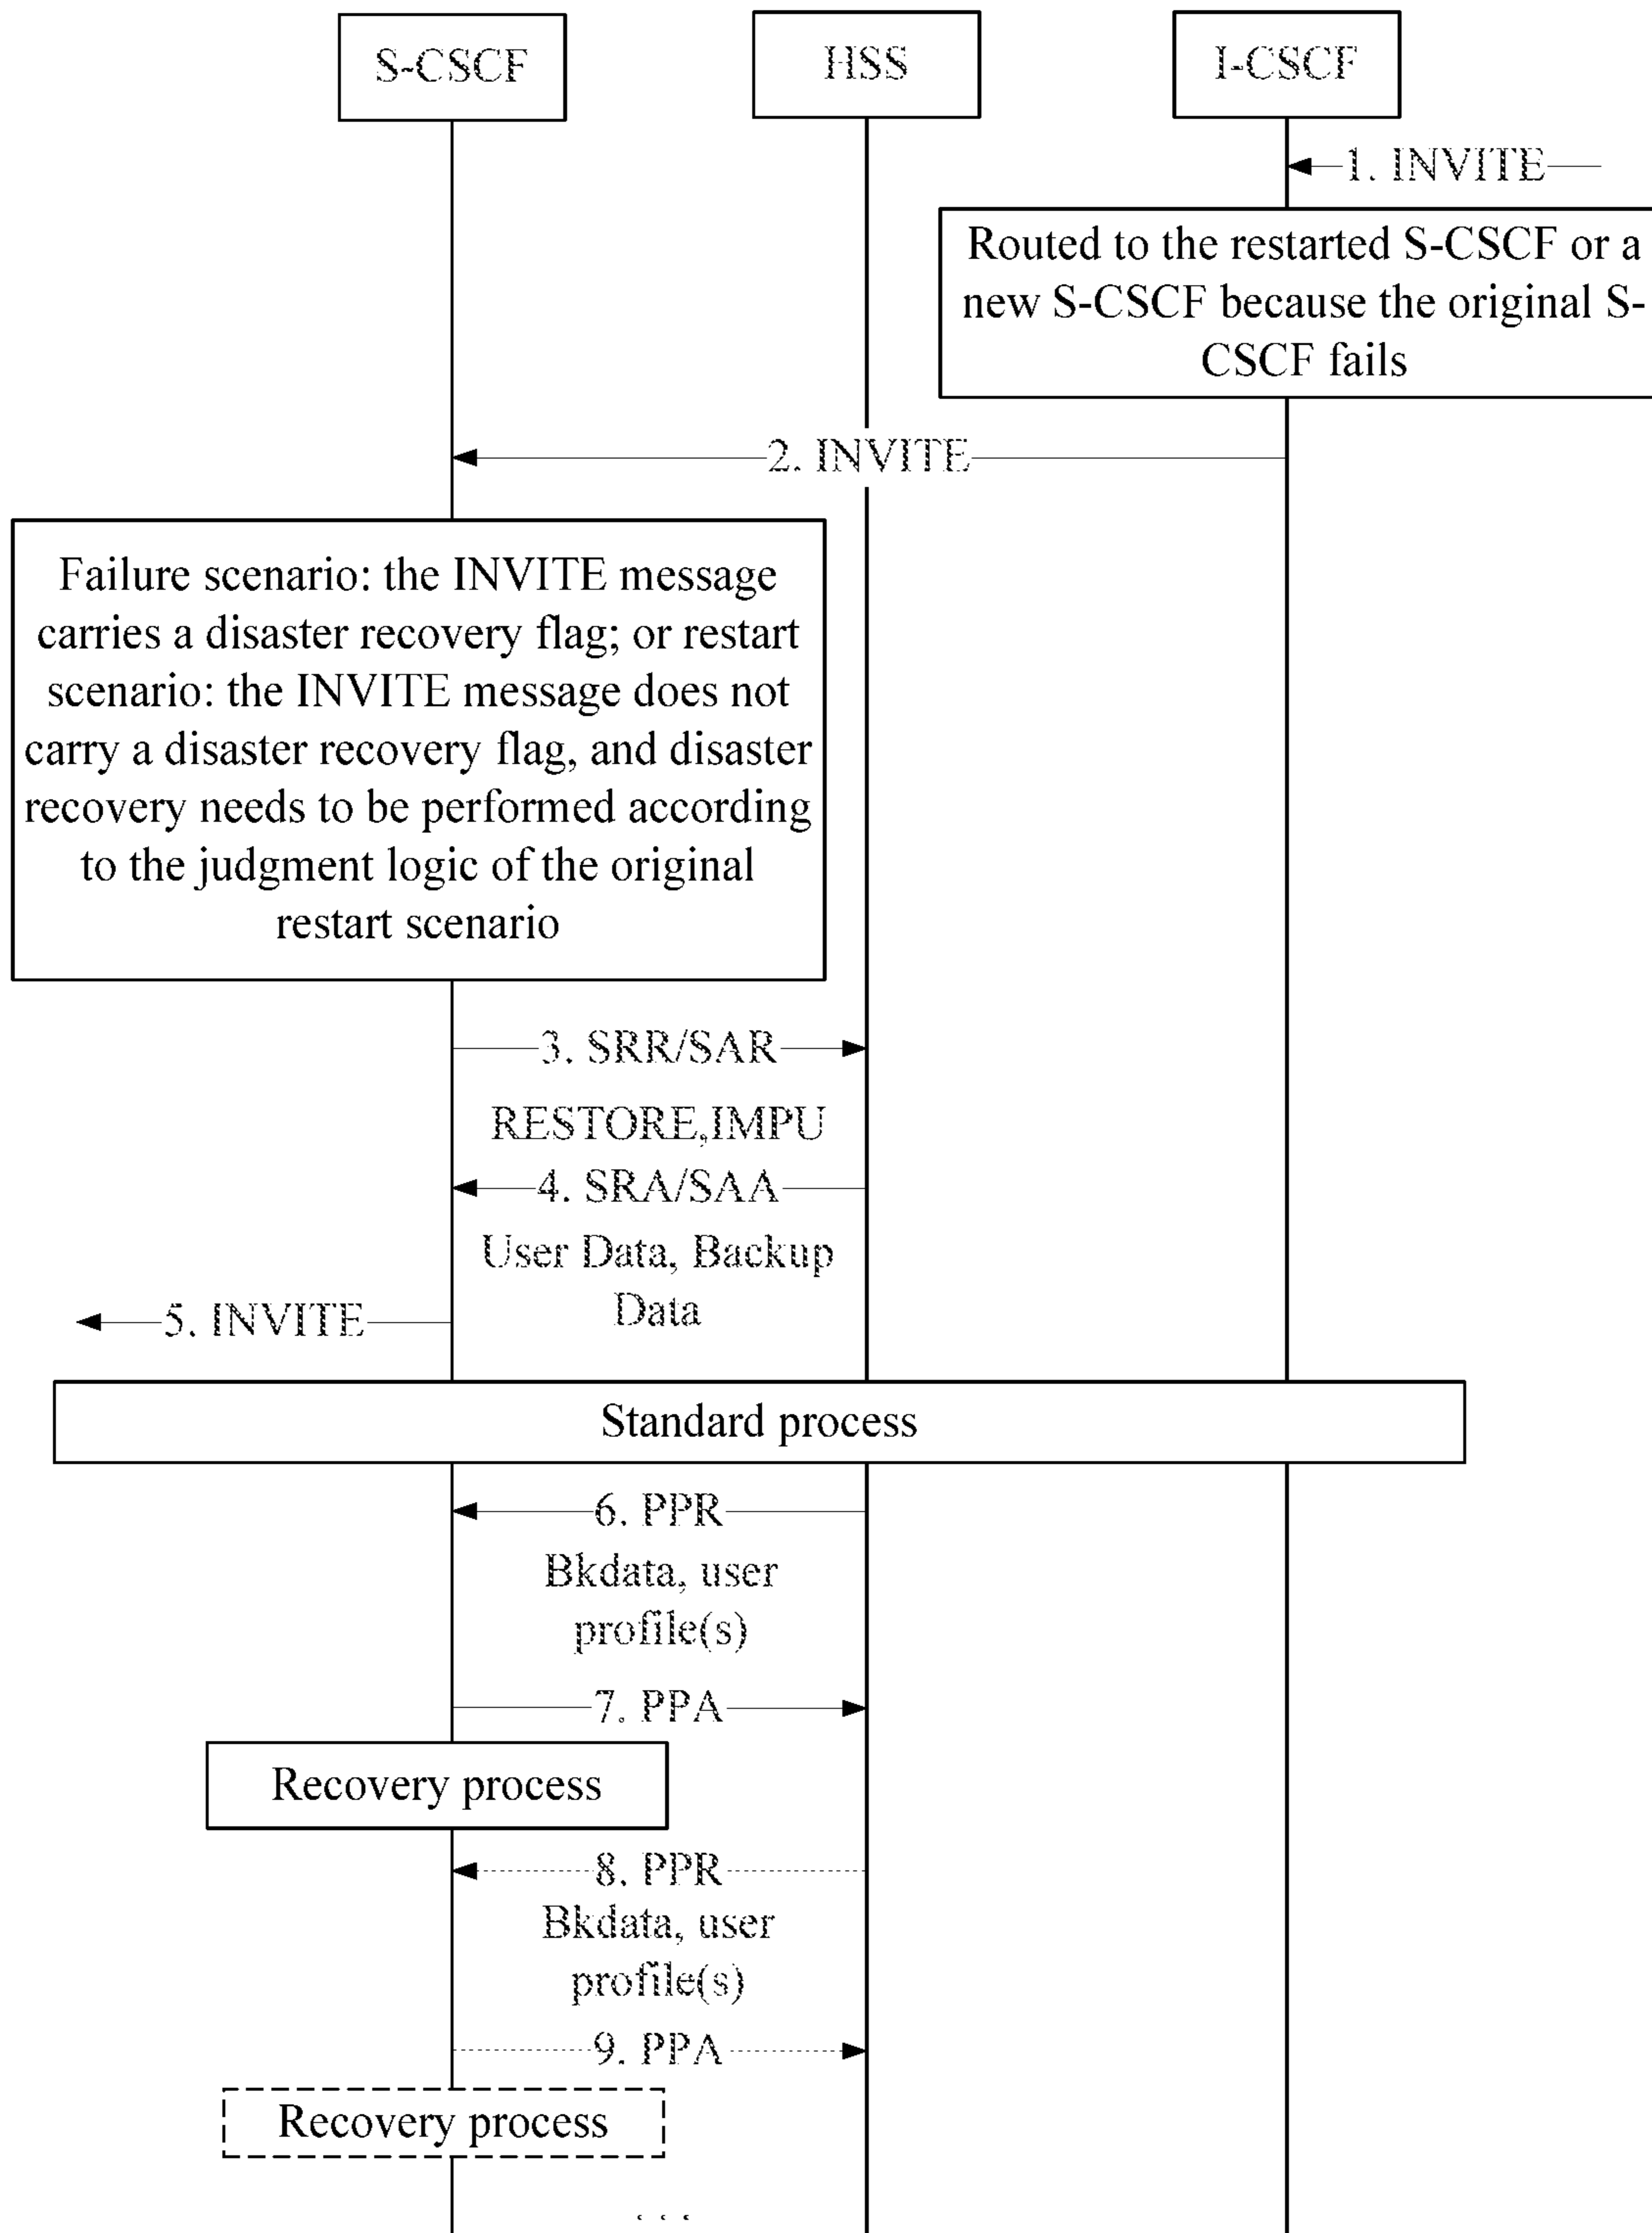 S-CSCF
HSS
I-CSCF
1. INVITE
Routed to the restarted S-CSCF or a
new S-CSCF because the original S-
CSCF fails
2. INVITE
Failure scenario: the INVITE message
carries a disaster recovery flag; or restart
scenario: the INVITE message does not
carry a disaster recovery flag, and disaster
recovery needs to be performed according
to the judgment logic of the original
restart scenario
3. SRR/SAR
RESTORE,IMPU
4. SRA/SAA
User Data, Backup
Data
5. INVITE
Standard process
6. PPR
Bkdata, user
profile(s)
7. PPA
Recovery process
8. PPR
Bkdata, user
profile(s)
9. PPA
Recovery process
. . .